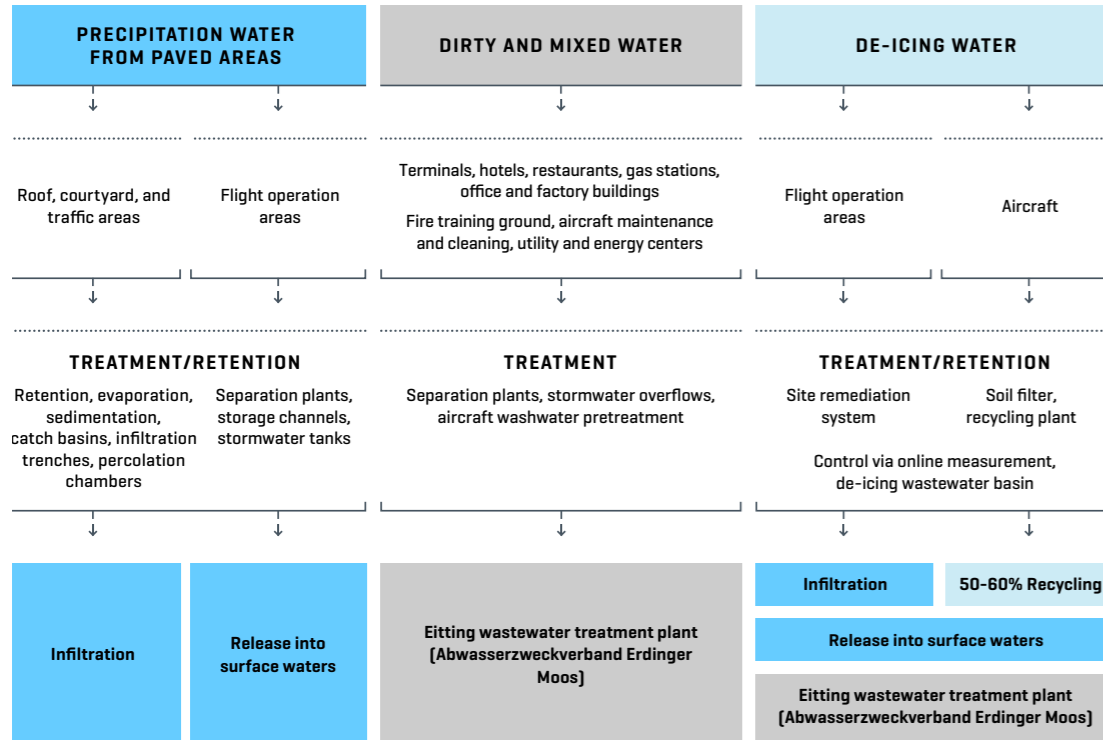 PRECIPITATION WATER
FROM PAVED AREAS
DIRTY AND MIXED WATER
DE-ICING WATER
Roof, courtyard, and
traffic areas
Flight operation
areas
Terminals, hotels, restaurants, gas stations,
office and factory buildings
Fire training ground, aircraft maintenance
and cleaning, utility and energy centers
Flight operation
areas
Aircraft
TREATMENT/RETENTION
Retention, evaporation,
sedimentation,
catch basins, infiltration
trenches, percolation
chambers
Separation plants,
storage channels,
stormwater tanks
TREATMENT
Separation plants, stormwater overflows,
aircraft washwater pretreatment
TREATMENT/RETENTION
Site remediation
system
Soil filter,
recycling plant
Control via online measurement,
de-icing wastewater basin
Infiltration
Release into
surface waters
Eitting wastewater treatment plant
(Abwasserzweckverband Erdinger
Moos)
Infiltration
50-60% Recycling
Release into surface waters
Eitting wastewater treatment plant
(Abwasserzweckverband Erdinger Moos)